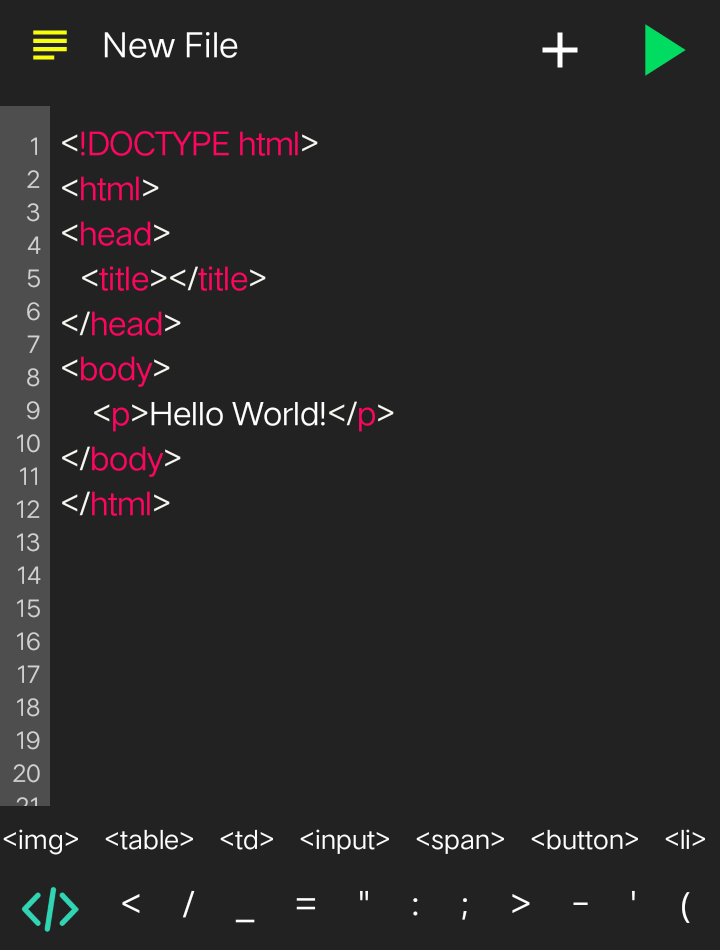 New File
1 <!DOCTYPE html>
2 <html>
3 <head>
4 <title></title>
5 </head>
6 <body>
7 <p>Hello World!</p>
8 </body>
9 </html>
10
11
12
13
14
15
16
17
18
19
20
21
<img> <table> <td> <input> <span> <button> <li>
</> < / _ = " : ; > - ' (